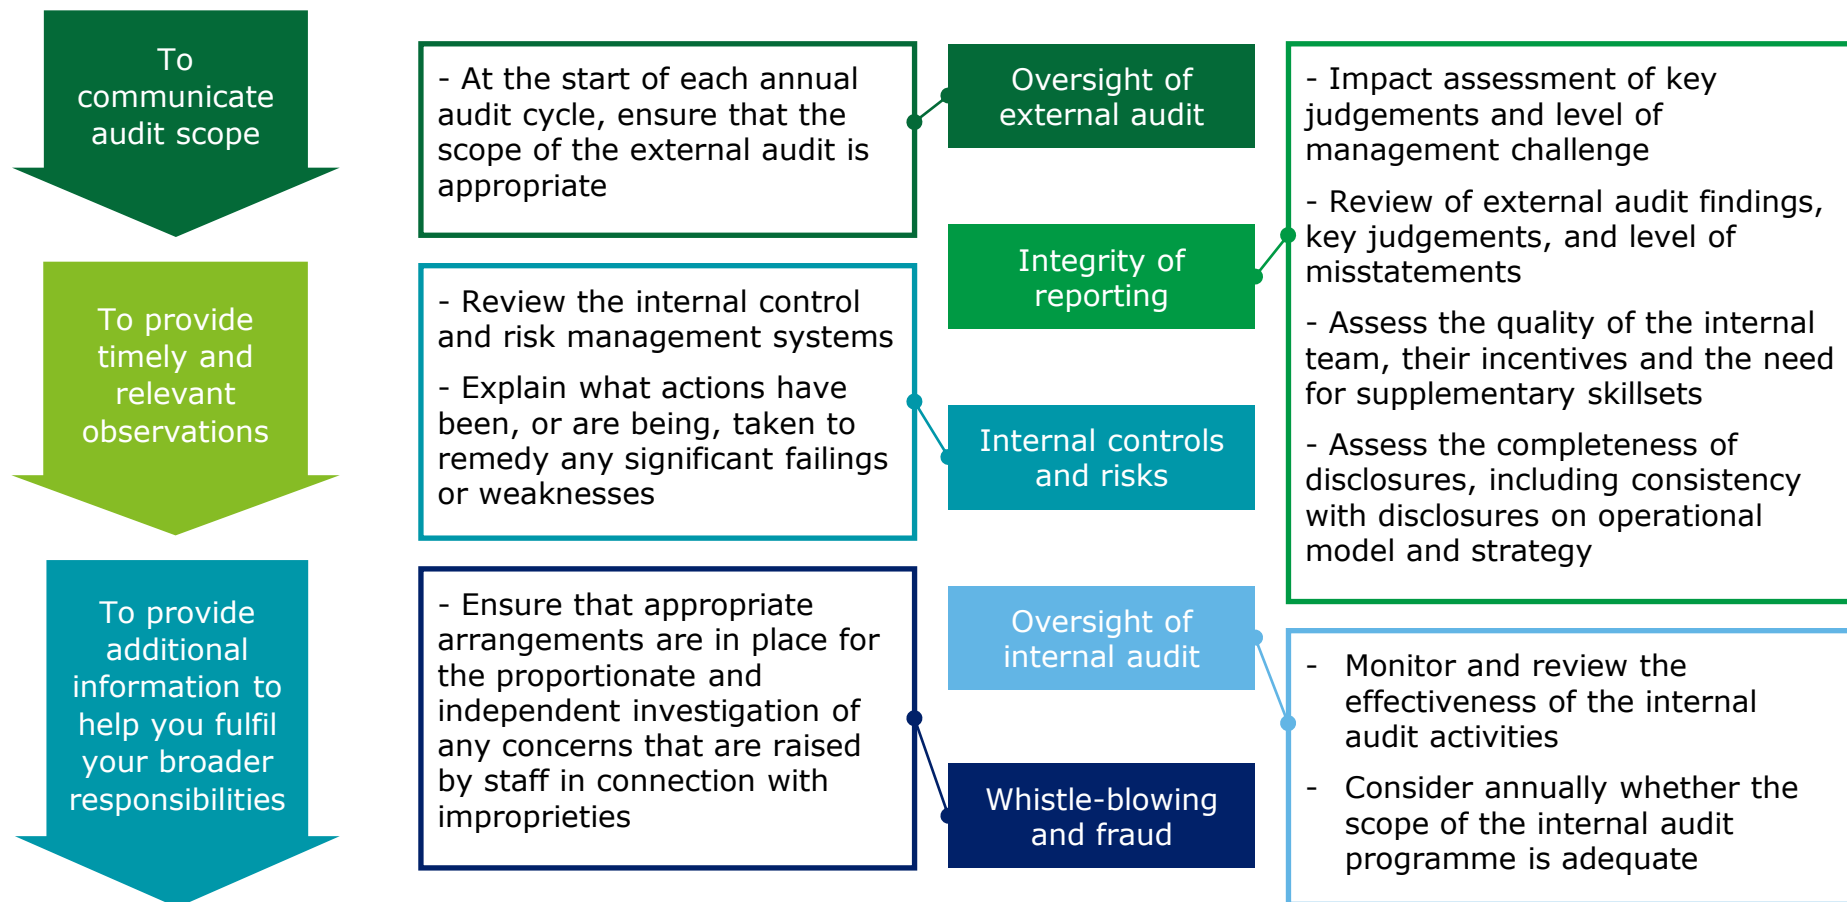 To
communicate
audit scope
To provide
timely and
relevant
observations
To provide
additional
information to
help you fulfil
your broader
responsibilities
- At the start of each annual
audit cycle, ensure that the
scope of the external audit is
appropriate
- Review the internal control
and risk management systems
- Explain what actions have
been, or are being, taken to
remedy any significant failings
or weaknesses
- Ensure that appropriate
arrangements are in place for
the proportionate and
independent investigation of
any concerns that are raised
by staff in connection with
improprieties
Oversight of
external audit
Integrity of
reporting
Internal controls
and risks
Oversight of
internal audit
Whistle-blowing
and fraud
- Impact assessment of key
judgements and level of
management challenge
- Review of external audit findings,
key judgements, and level of
misstatements
- Assess the quality of the internal
team, their incentives and the need
for supplementary skillsets
- Assess the completeness of
disclosures, including consistency
with disclosures on operational
model and strategy
- Monitor and review the
effectiveness of the internal
audit activities
- Consider annually whether the
scope of the internal audit
programme is adequate